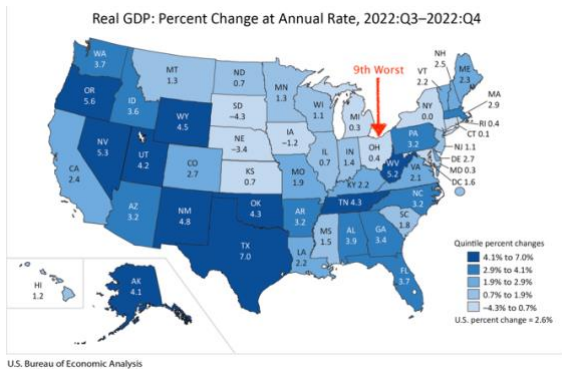 Real GDP: Percent Change at Annual Rate, 2022:Q3–2022:Q4
9th Worst
WA
3.7
OR
5.6
CA
2.4
NV
5.3
ID
3.6
MT
1.3
WY
4.5
UT
4.2
CO
2.7
AZ
3.2
NM
4.8
ND
0.7
SD
−4.3
NE
−3.4
KS
0.7
OK
4.3
TX
7.0
MN
1.3
IA
−1.2
MO
1.9
AR
3.2
LA
2.2
WI
1.1
IL
0.7
MS
1.5
MI
0.3
IN
1.4
OH
0.4
KY 2.2
TN 4.3
AL
3.9
GA
3.4
FL
3.7
SC
1.8
NC
3.2
VA
2.1
WV
5.2
PA
3.2
NY
0.0
VT
2.2
NH
2.5
ME
2.3
MA
2.9
RI 0.4
CT 0.1
NJ 1.1
DE 2.7
MD 0.3
DC 1.6
HI
1.2
AK
4.1
Quintile percent changes
4.1% to 7.0%
2.9% to 4.1%
1.9% to 2.9%
0.7% to 1.9%
−4.3% to 0.7%
U.S. percent change = 2.6%
U.S. Bureau of Economic Analysis